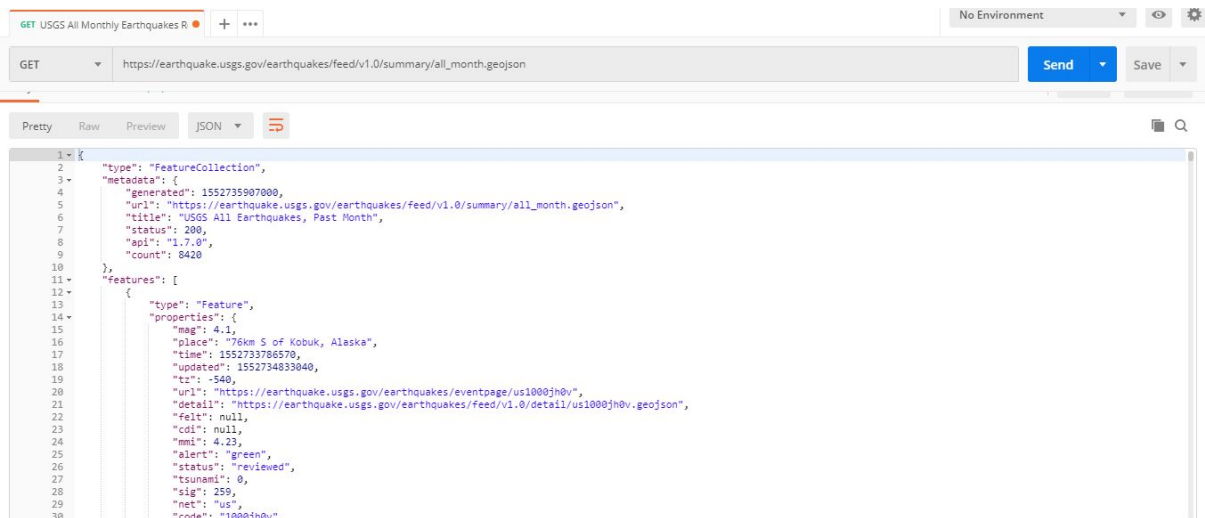 GET USGS All Monthly Earthquakes R
No Environment
GET https://earthquake.usgs.gov/earthquakes/feed/v1.0/summary/all_month.geojson Send Save
Pretty Raw Preview JSON
1 {
2 "type": "FeatureCollection",
3 "metadata": {
4 "generated": 1552735907000,
5 "url": "https://earthquake.usgs.gov/earthquakes/feed/v1.0/summary/all_month.geojson",
6 "title": "USGS All Earthquakes, Past Month",
7 "status": 200,
8 "api": "1.7.0",
9 "count": 8420
10 },
11 "features": [
12 {
13 "type": "Feature",
14 "properties": {
15 "mag": 4.1,
16 "place": "76km S of Kobuk, Alaska",
17 "time": 1552733786570,
18 "updated": 1552734833040,
19 "tz": -540,
20 "url": "https://earthquake.usgs.gov/earthquakes/eventpage/us1000jh0v",
21 "detail": "https://earthquake.usgs.gov/earthquakes/feed/v1.0/detail/us1000jh0v.geojson",
22 "felt": null,
23 "cdi": null,
24 "mmi": 4.23,
25 "alert": "green",
26 "status": "reviewed",
27 "tsunami": 0,
28 "sig": 259,
29 "net": "us",
30 "code": "1000jh0v"